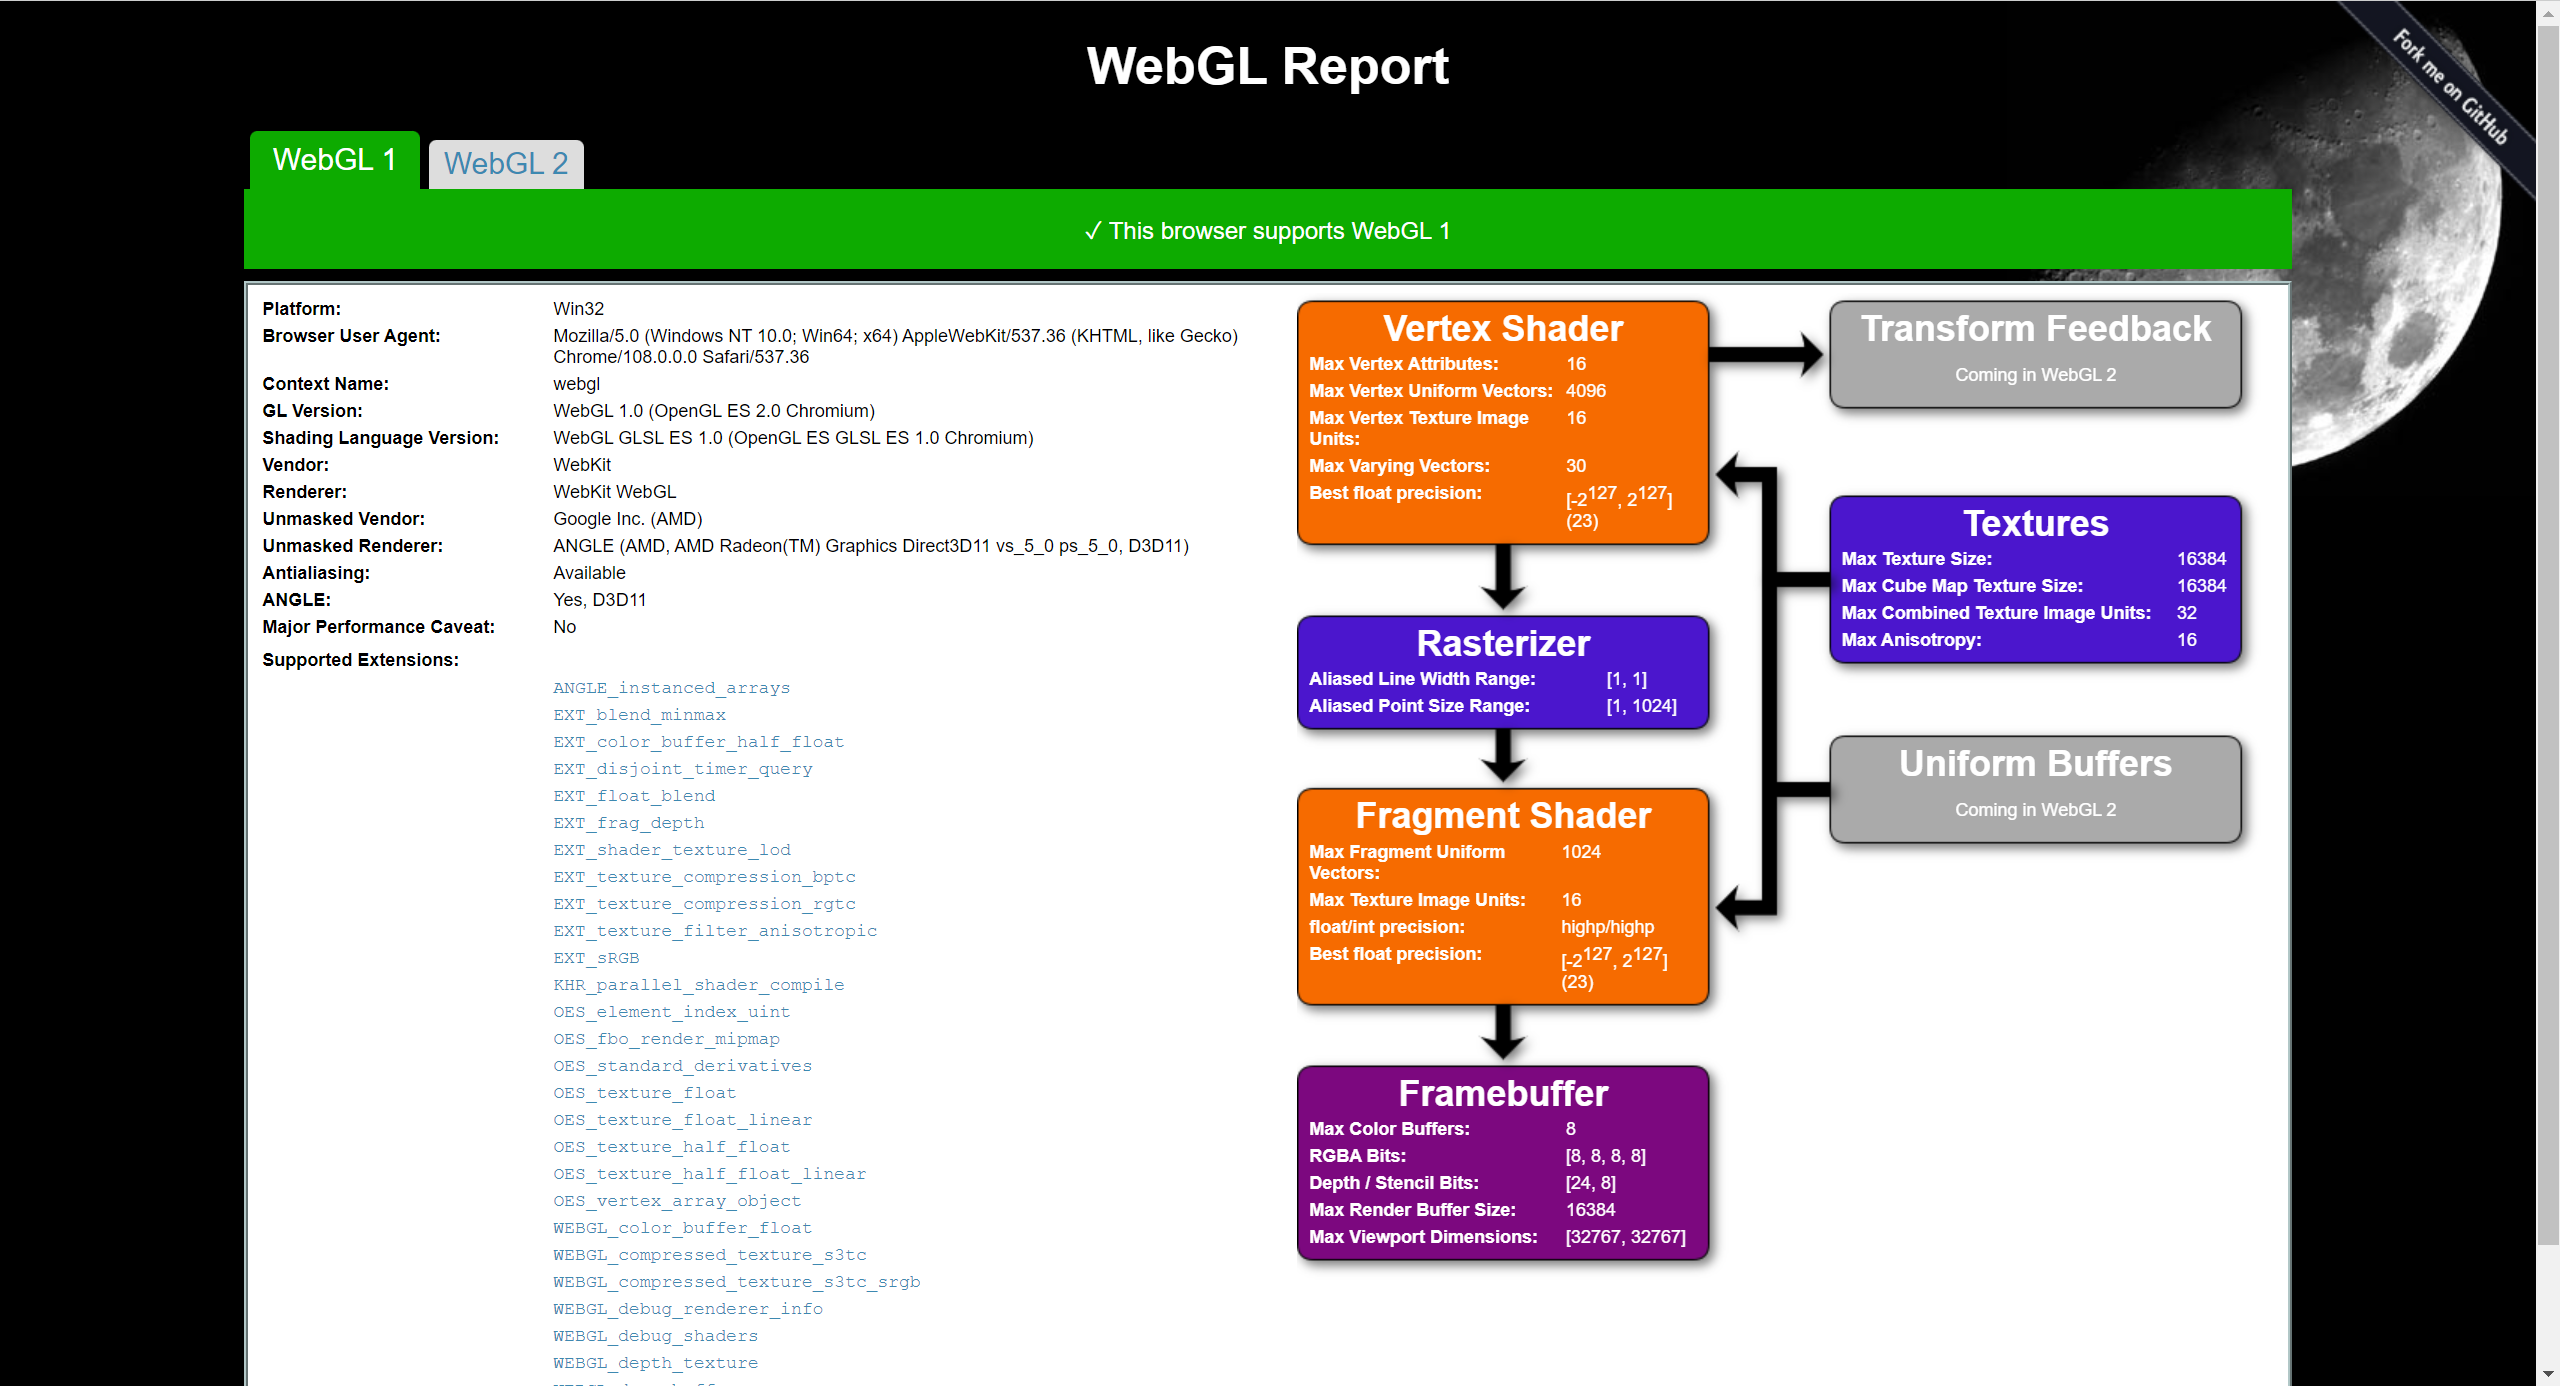 WebGL Report
Fork me on GitHub
WebGL 1
WebGL 2
✓ This browser supports WebGL 1
Platform: Win32
Browser User Agent: Mozilla/5.0 (Windows NT 10.0; Win64; x64) AppleWebKit/537.36 (KHTML, like Gecko)
Chrome/108.0.0.0 Safari/537.36
Context Name: webgl
GL Version: WebGL 1.0 (OpenGL ES 2.0 Chromium)
Shading Language Version: WebGL GLSL ES 1.0 (OpenGL ES GLSL ES 1.0 Chromium)
Vendor: WebKit
Renderer: WebKit WebGL
Unmasked Vendor: Google Inc. (AMD)
Unmasked Renderer: ANGLE (AMD, AMD Radeon(TM) Graphics Direct3D11 vs_5_0 ps_5_0, D3D11)
Antialiasing: Available
ANGLE: Yes, D3D11
Major Performance Caveat: No
Supported Extensions:
ANGLE_instanced_arrays
EXT_blend_minmax
EXT_color_buffer_half_float
EXT_disjoint_timer_query
EXT_float_blend
EXT_frag_depth
EXT_shader_texture_lod
EXT_texture_compression_bptc
EXT_texture_compression_rgtc
EXT_texture_filter_anisotropic
EXT_sRGB
KHR_parallel_shader_compile
OES_element_index_uint
OES_fbo_render_mipmap
OES_standard_derivatives
OES_texture_float
OES_texture_float_linear
OES_texture_half_float
OES_texture_half_float_linear
OES_vertex_array_object
WEBGL_color_buffer_float
WEBGL_compressed_texture_s3tc
WEBGL_compressed_texture_s3tc_srgb
WEBGL_debug_renderer_info
WEBGL_debug_shaders
WEBGL_depth_texture
Vertex Shader
Max Vertex Attributes: 16
Max Vertex Uniform Vectors: 4096
Max Vertex Texture Image 16
Units:
Max Varying Vectors: 30
Best float precision: [-2^127, 2^127]
(23)
Transform Feedback
Coming in WebGL 2
Textures
Max Texture Size: 16384
Max Cube Map Texture Size: 16384
Max Combined Texture Image Units: 32
Max Anisotropy: 16
Rasterizer
Aliased Line Width Range: [1, 1]
Aliased Point Size Range: [1, 1024]
Uniform Buffers
Coming in WebGL 2
Fragment Shader
Max Fragment Uniform 1024
Vectors:
Max Texture Image Units: 16
float/int precision: highp/highp
Best float precision: [-2^127, 2^127]
(23)
Framebuffer
Max Color Buffers: 8
RGBA Bits: [8, 8, 8, 8]
Depth / Stencil Bits: [24, 8]
Max Render Buffer Size: 16384
Max Viewport Dimensions: [32767, 32767]